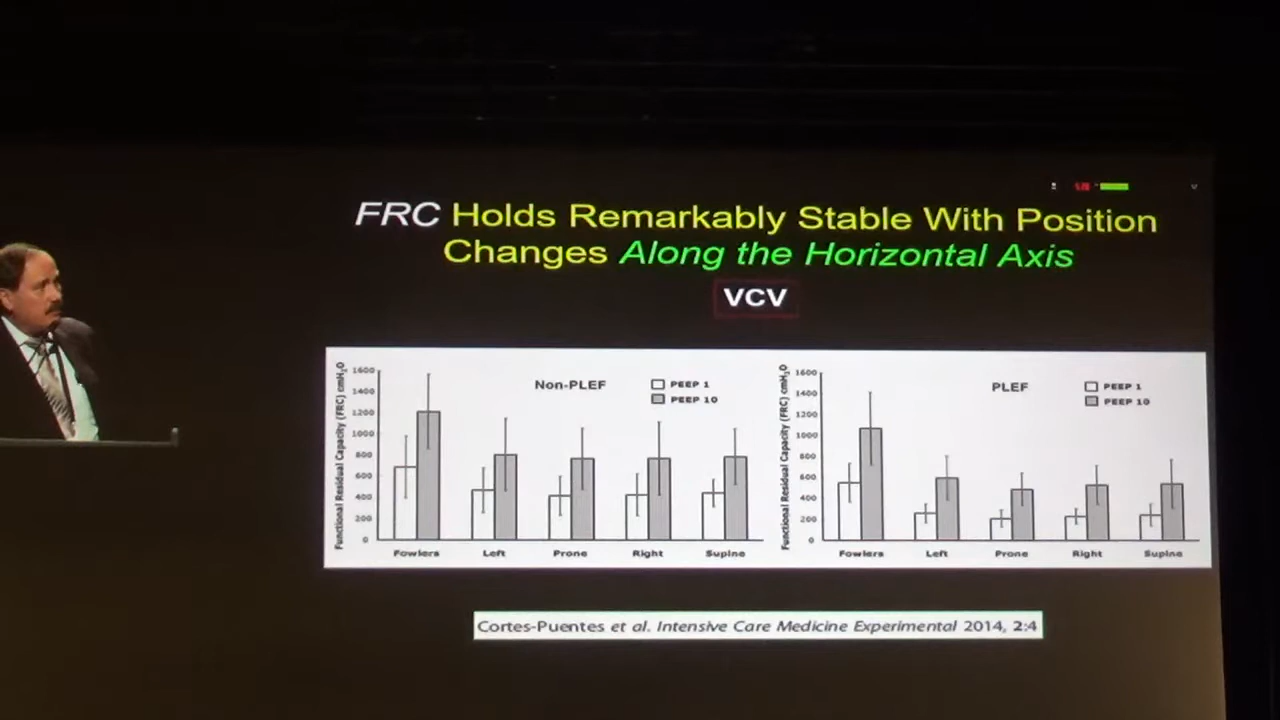 FRC Holds Remarkably Stable With Position
Changes Along the Horizontal Axis
VCV
Functional Residual Capacity (FRC) cmH₂O
1600
1400
1200
1000
800
600
400
200
0
Non-PLEF
PEEP 1
PEEP 10
Fowlers Left Prone Right Supine
Functional Residual Capacity (FRC) cmH₂O
1600
1400
1200
1000
800
600
400
200
0
PLEF
PEEP 1
PEEP 10
Fowlers Left Prone Right Supine
Cortes-Puentes et al. Intensive Care Medicine Experimental 2014, 2:4